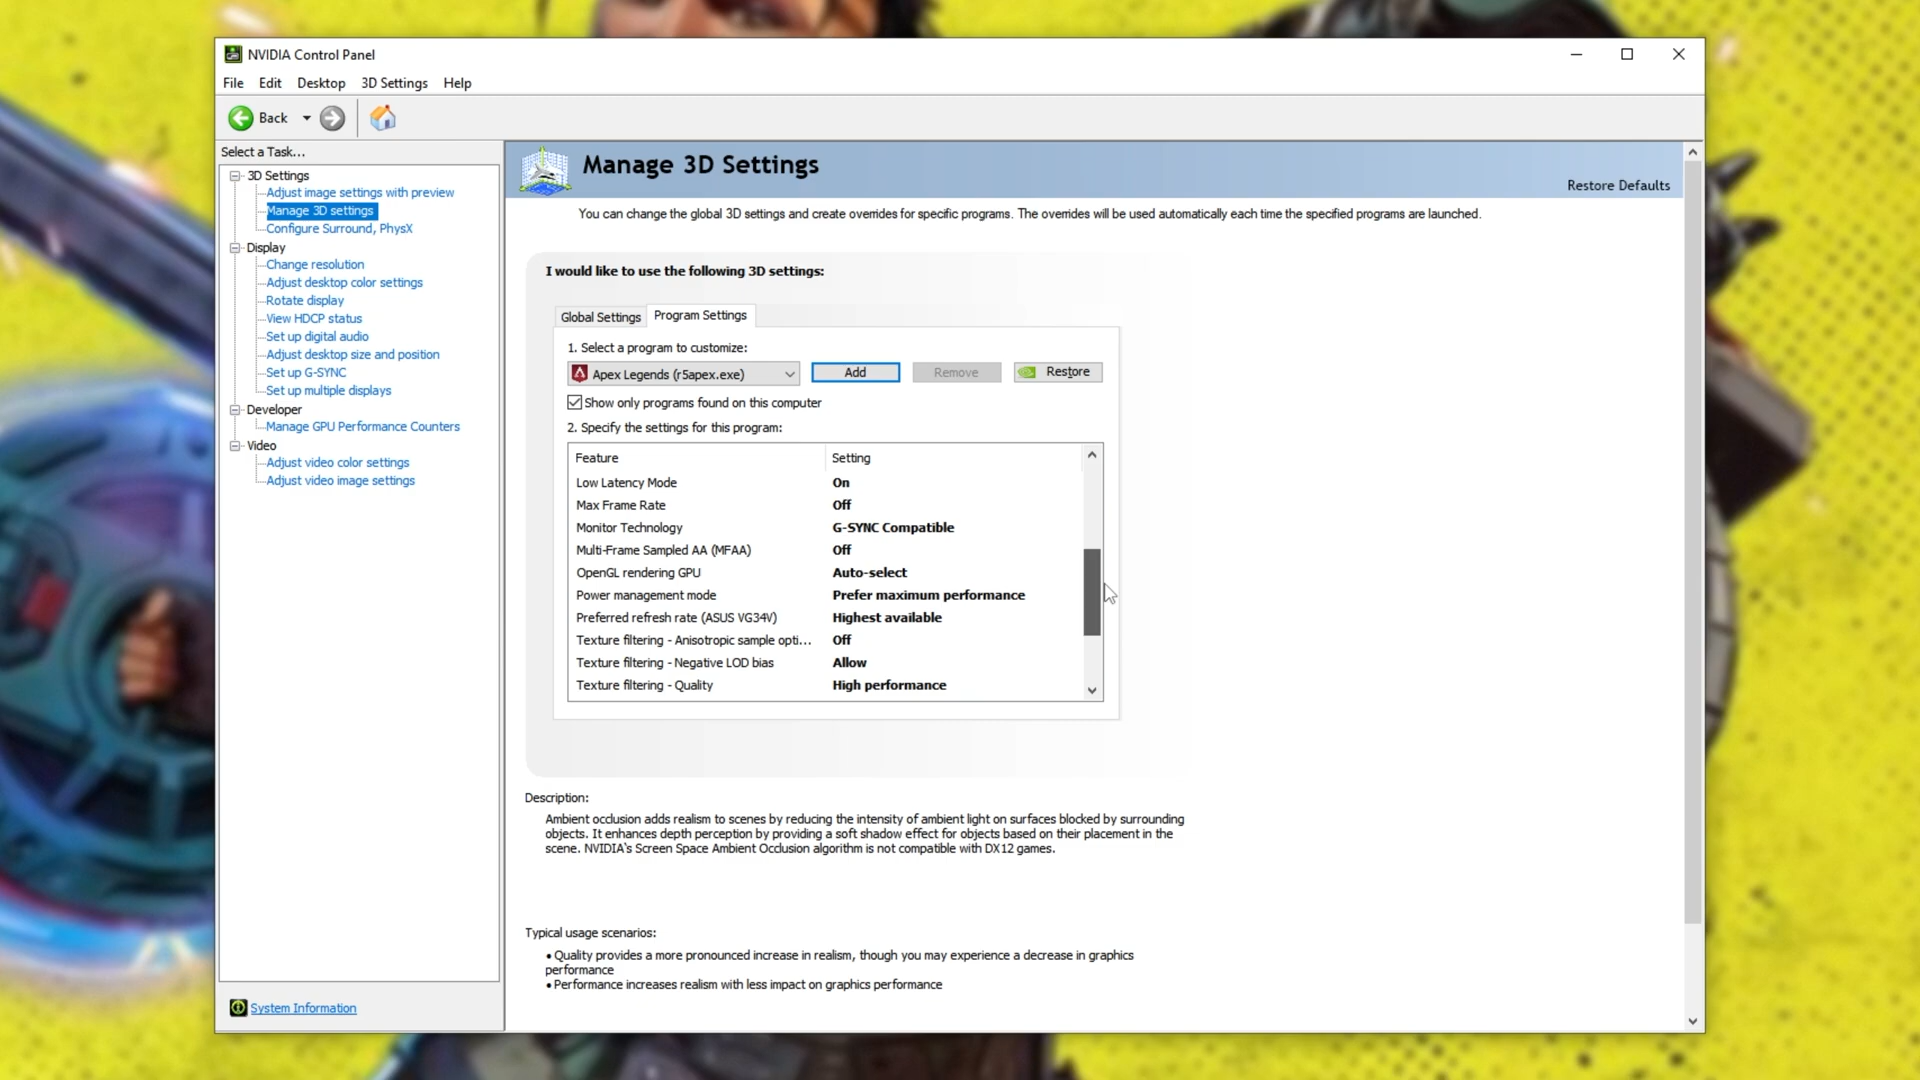 NVIDIA Control Panel
File Edit Desktop 3D Settings Help
Back
Select a Task...
3D Settings
Adjust image settings with preview
Manage 3D settings
Configure Surround, PhysX
Display
Change resolution
Adjust desktop color settings
Rotate display
View HDCP status
Set up digital audio
Adjust desktop size and position
Set up G-SYNC
Set up multiple displays
Developer
Manage GPU Performance Counters
Video
Adjust video color settings
Adjust video image settings
System Information
Manage 3D Settings
Restore Defaults
You can change the global 3D settings and create overrides for specific programs. The overrides will be used automatically each time the specified programs are launched.
I would like to use the following 3D settings:
Global Settings Program Settings
1. Select a program to customize:
Apex Legends (r5apex.exe) Add Remove Restore
Show only programs found on this computer
2. Specify the settings for this program:
Feature Setting
Low Latency Mode On
Max Frame Rate Off
Monitor Technology G-SYNC Compatible
Multi-Frame Sampled AA (MFAA) Off
OpenGL rendering GPU Auto-select
Power management mode Prefer maximum performance
Preferred refresh rate (ASUS VG34V) Highest available
Texture filtering - Anisotropic sample opti... Off
Texture filtering - Negative LOD bias Allow
Texture filtering - Quality High performance
Description:
Ambient occlusion adds realism to scenes by reducing the intensity of ambient light on surfaces blocked by surrounding
objects. It enhances depth perception by providing a soft shadow effect for objects based on their placement in the
scene. NVIDIA's Screen Space Ambient Occlusion algorithm is not compatible with DX12 games.
Typical usage scenarios:
• Quality provides a more pronounced increase in realism, though you may experience a decrease in graphics
performance
• Performance increases realism with less impact on graphics performance